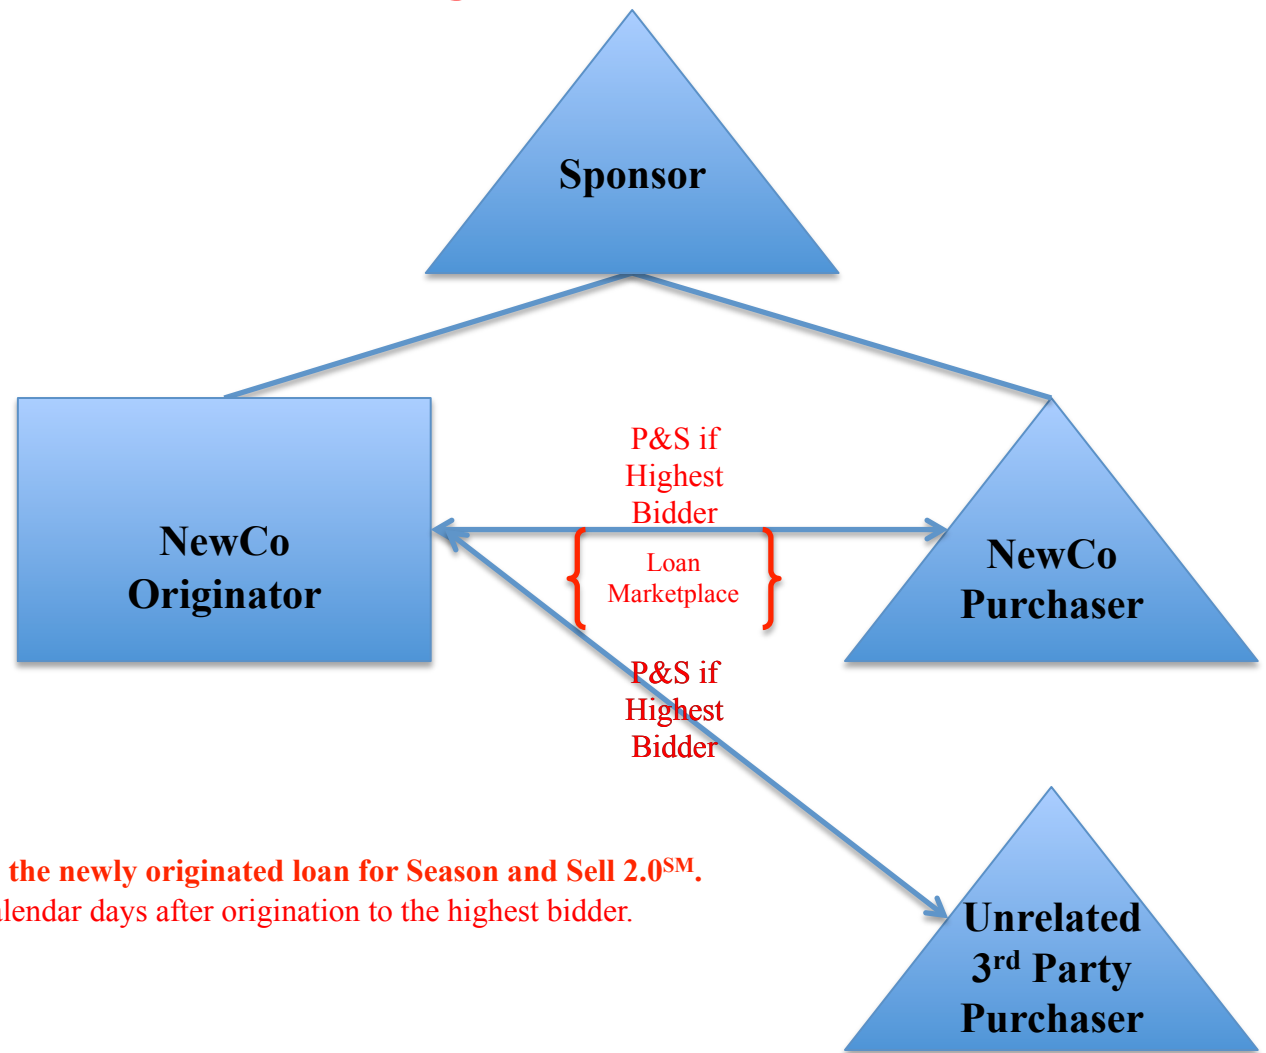 Sponsor
P&S if
Highest
Bidder
NewCo
Originator
Loan
Marketplace
NewCo
Purchaser
P&S if
Highest
Bidder
the newly originated loan for Season and Sell 2.0SM.
alendar days after origination to the highest bidder.
Unrelated
3rd Party
Purchaser